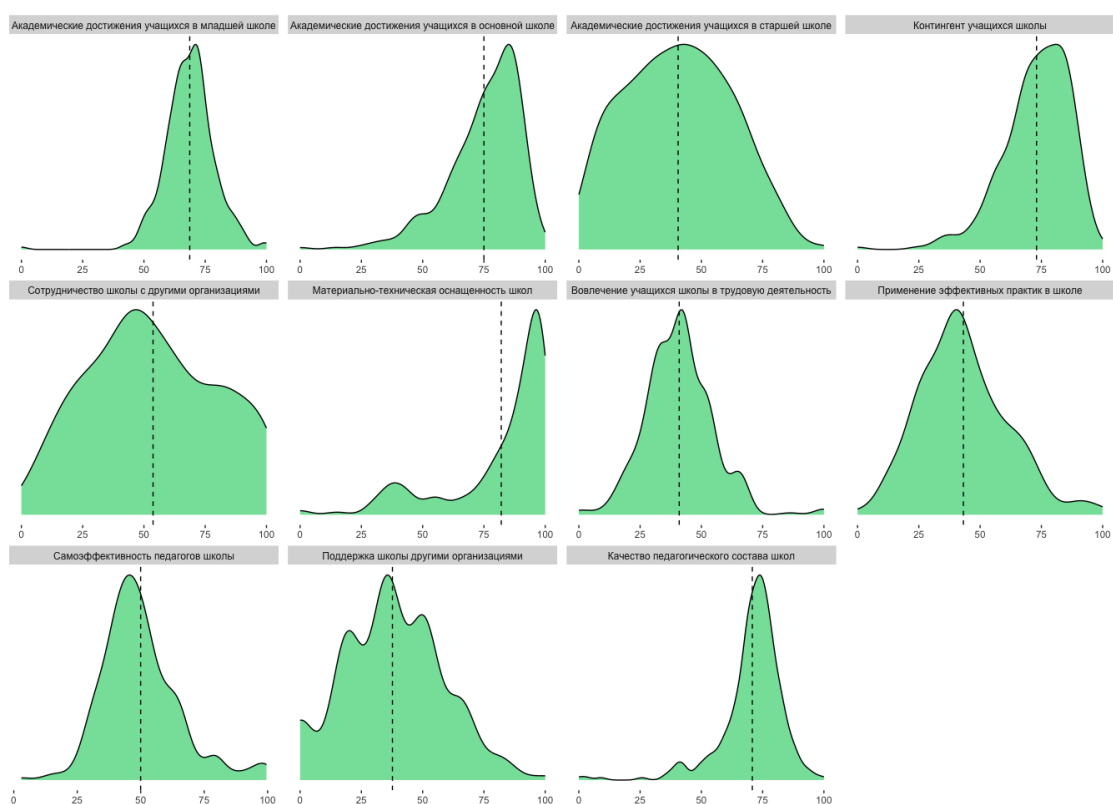 Академические достижения учащихся в младшей школе
Академические достижения учащихся в основной школе
Академические достижения учащихся в старшей школе
Контингент учащихся школы
0 25 50 75 100
0 25 50 75 100
0 25 50 75 100
0 25 50 75 100
Сотрудничество школы с другими организациями
Материально-техническая оснащенность школ
Вовлечение учащихся школы в трудовую деятельность
Применение эффективных практик в школе
0 25 50 75 100
0 25 50 75 100
0 25 50 75 100
0 25 50 75 100
Самоэффективность педагогов школы
Поддержка школы другими организациями
Качество педагогического состава школ
0 25 50 75 100
0 25 50 75 100
0 25 50 75 100